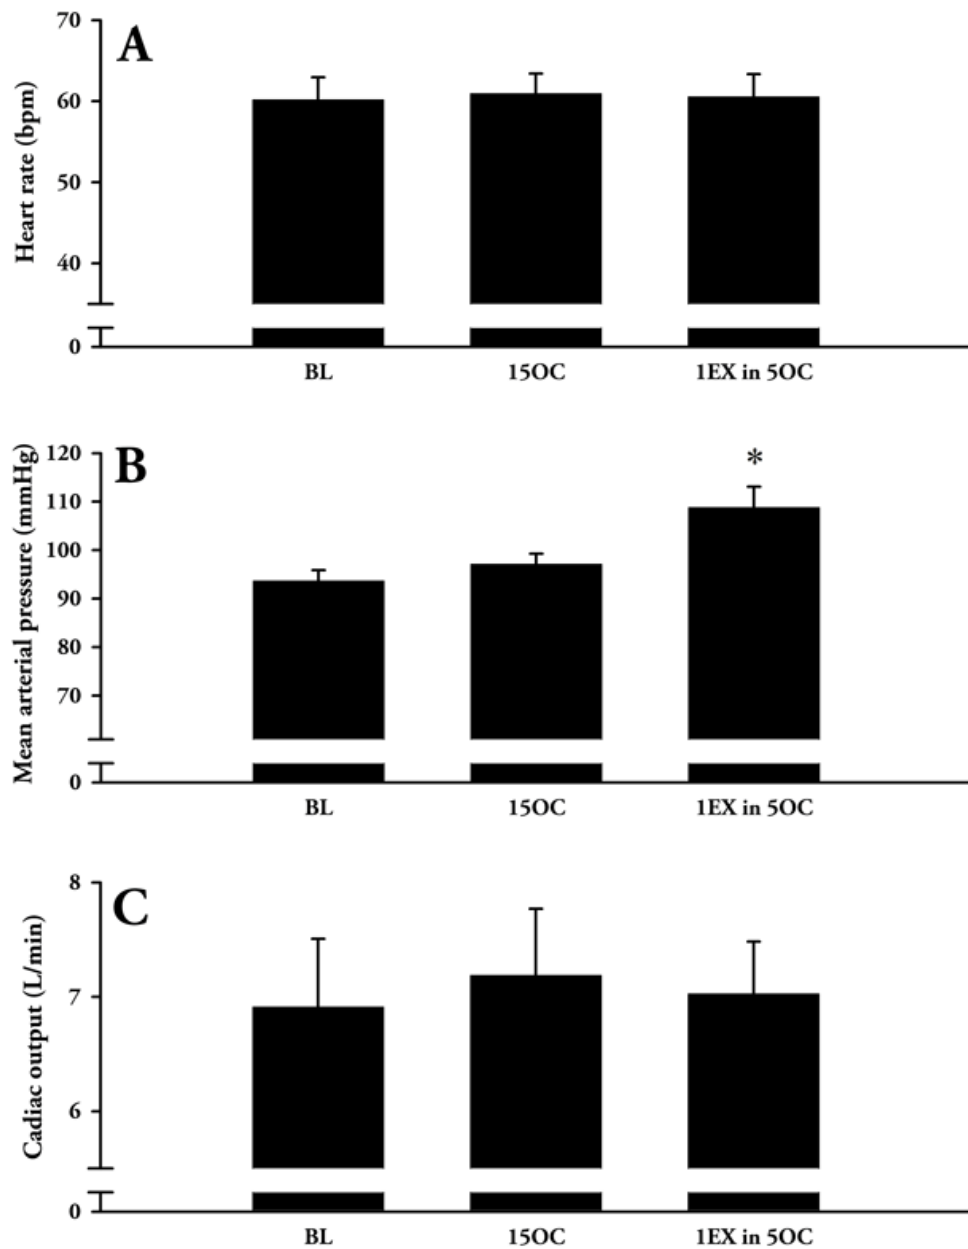 A
Heart rate (bpm)
70
60
50
40
0
BL 15OC 1EX in 5OC
B
Mean arterial pressure (mmHg)
120
110
100
90
80
70
0
*
BL 15OC 1EX in 5OC
C
Cadiac output (L/min)
8
7
6
0
BL 15OC 1EX in 5OC